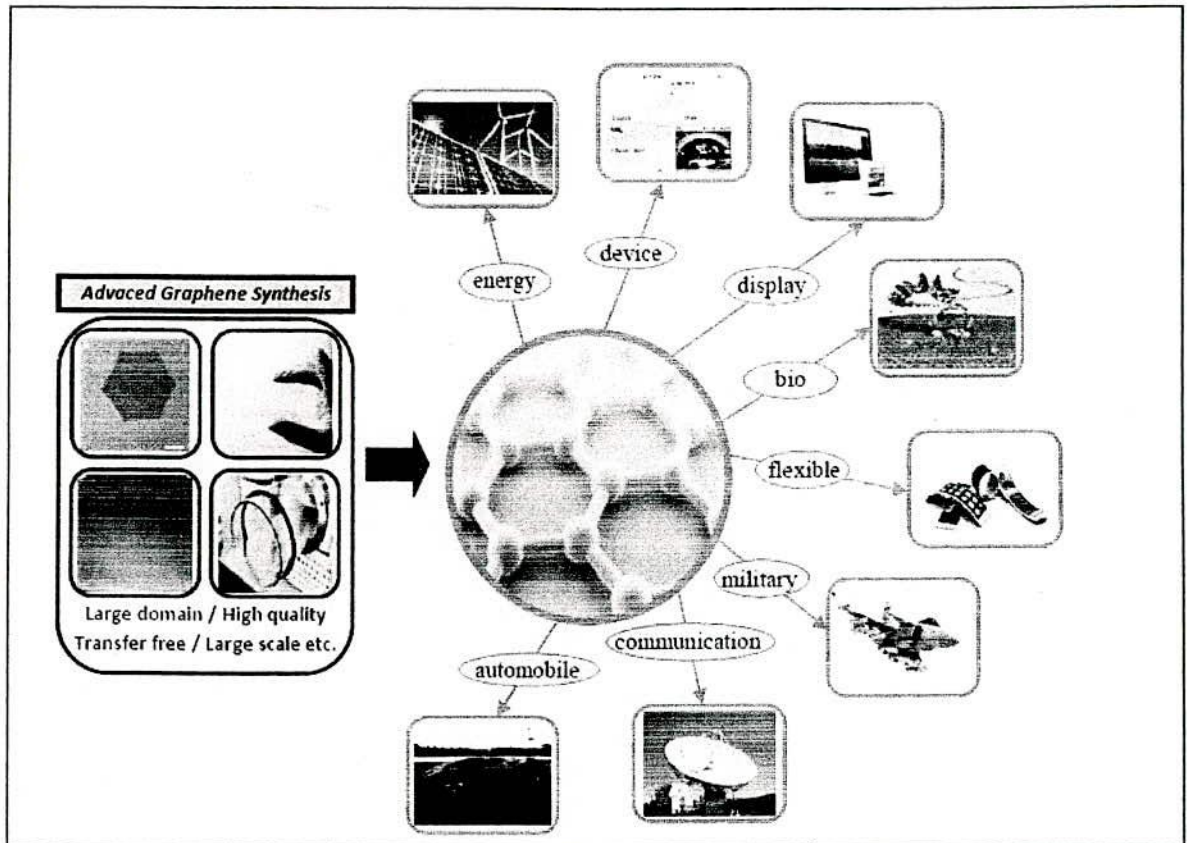 energy
device
display
bio
flexible
military
communication
automobile
Advaced Graphene Synthesis
Large domain / High quality
Transfer free / Large scale etc.